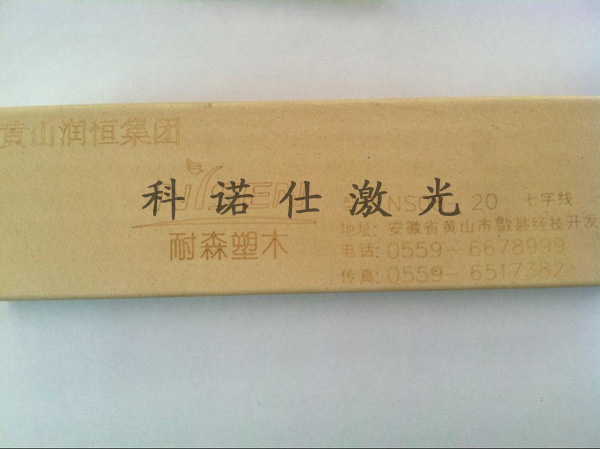 黄山润恒集团
科诺仕激光
20 七字线
耐森塑木
地址: 安徽省黄山市歙县经技开发
电话: 0559-6678999
传真: 0559-6517382